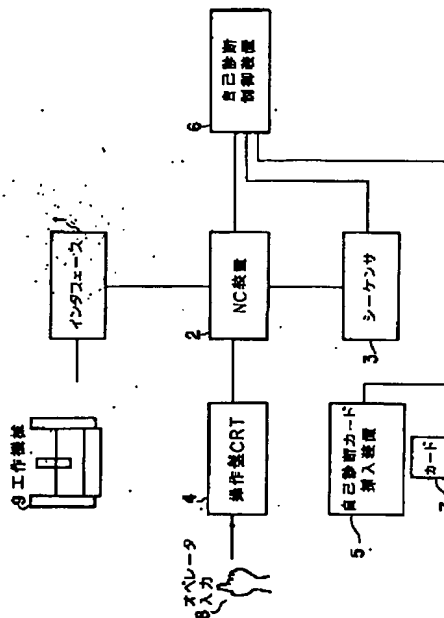 9 工作機械
インタフェース
1
オペレータ
8 入力
4
操作盤CRT
2
NC装置
6
自己診断
制御装置
5
自己診断カード
挿入装置
カード
7
3
シーケンサ